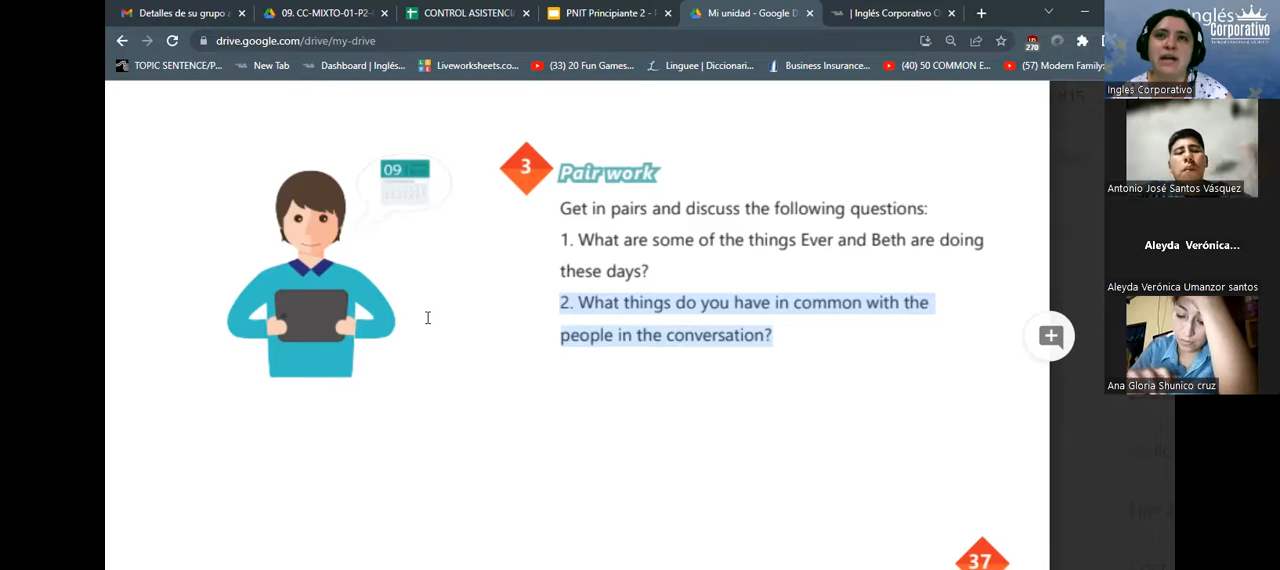 Detalles de su grupo
09. CC-MIXTO-01-P2-
CONTROL ASISTENCI
PNIT Principiante 2 -
Mi unidad - Google D
| Inglés Corporativo O
drive.google.com/drive/my-drive
270
TOPIC SENTENCE/P...
New Tab
Dashboard | Inglés...
Liveworksheets.co...
(33) 20 Fun Games...
Linguee | Diccionari...
Business Insurance...
(40) 50 COMMON E...
(57) Modern Family:
Inglés
Corporativo
Ingles Corporativo
Antonio José Santos Vásquez
Aleyda Verónica...
Aleyda Verónica Umanzor santos
Ana Gloria Shunico cruz
09
3
Pair work
Get in pairs and discuss the following questions:
1. What are some of the things Ever and Beth are doing
these days?
2. What things do you have in common with the
people in the conversation?
37